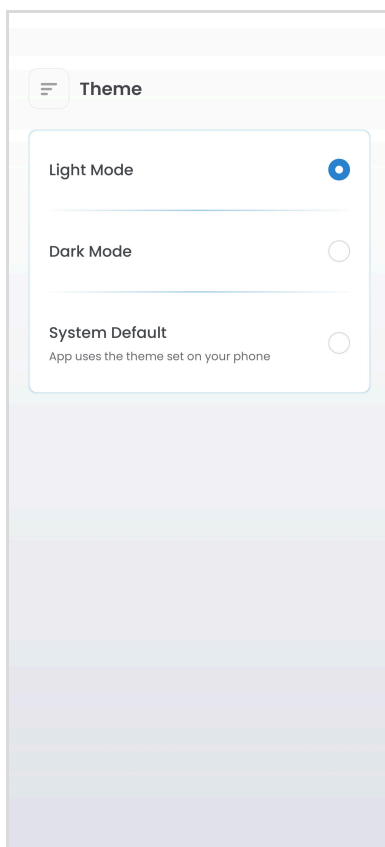 Theme
Light Mode
Dark Mode
System Default
App uses the theme set on your phone